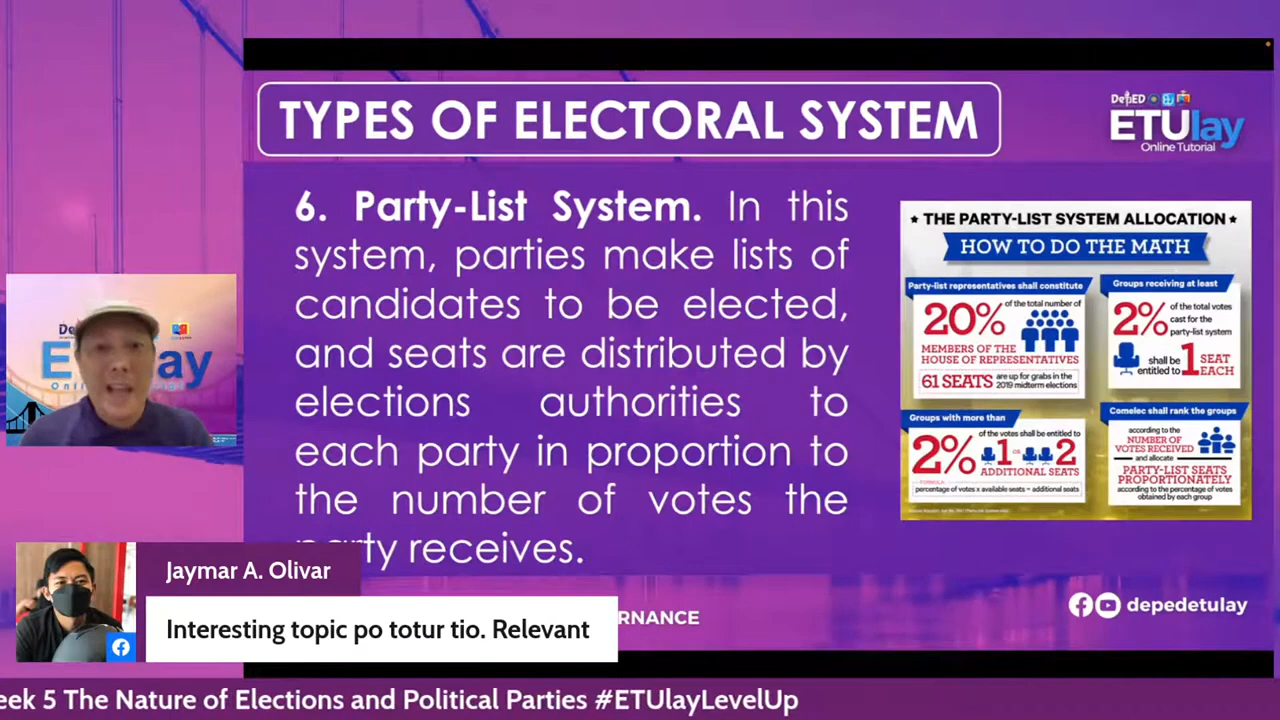 TYPES OF ELECTORAL SYSTEM
DepED
ETUlay
Online Tutorial
6. Party-List System. In this
system, parties make lists of
candidates to be elected,
and seats are distributed by
elections authorities to
each party in proportion to
the number of votes the
party receives.
★ THE PARTY-LIST SYSTEM ALLOCATION ★
HOW TO DO THE MATH
Party-list representatives shall constitute
20% of the total number of
MEMBERS OF THE
HOUSE OF REPRESENTATIVES
61 SEATS are up for grabs in the
2019 midterm elections
Groups receiving at least
2% of the total votes
cast for the
party-list system
shall be
entitled to 1 SEAT
EACH
Groups with more than
2% of the votes shall be entitled to
1 or 2
ADDITIONAL SEATS
FORMULA
percentage of votes x available seats = additional seats
Comelec shall rank the groups
according to the
NUMBER OF
VOTES RECEIVED
and allocate
PARTY-LIST SEATS
PROPORTIONATELY
according to the percentage of votes
obtained by each group
De
ETUlay
Jaymar A. Olivar
Interesting topic po totur tio. Relevant
RNANCE
depedetulay
eek 5 The Nature of Elections and Political Parties #ETUlayLevelUp